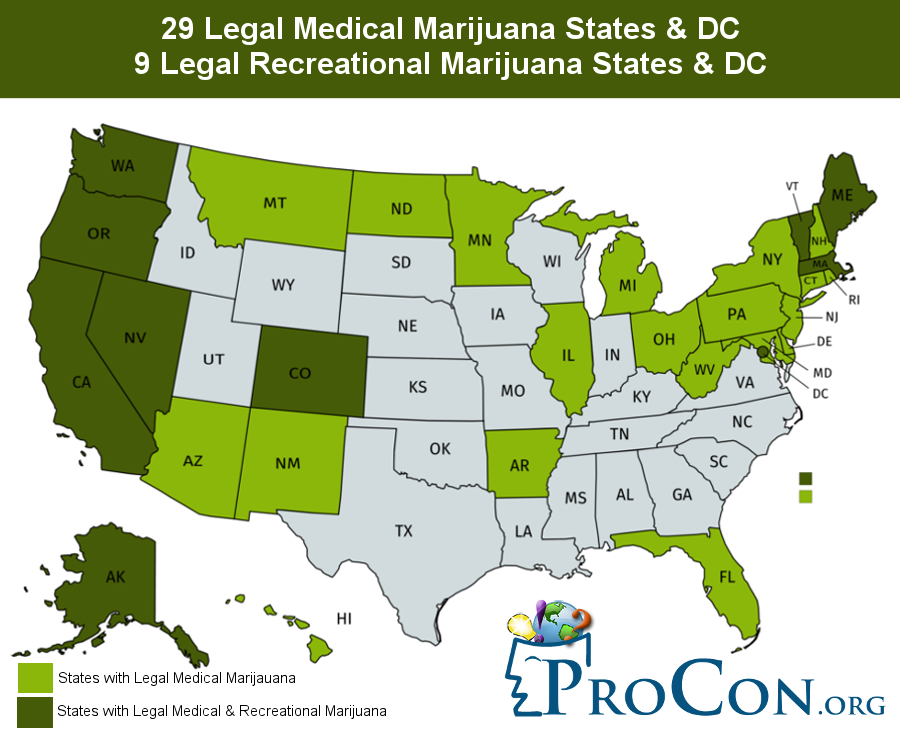 29 Legal Medical Marijuana States & DC
9 Legal Recreational Marijuana States & DC
WA
MT
ND
MN
VT
ME
OR
ID
WY
SD
WI
MI
NY
NH
MA
CT
RI
NV
UT
CO
NE
IA
IL
IN
OH
PA
NJ
DE
MD
DC
CA
KS
MO
KY
WV
VA
AZ
NM
OK
AR
TN
NC
SC
TX
LA
MS
AL
GA
FL
AK
HI
States with Legal Medical Marijauana
States with Legal Medical & Recreational Marijuana
PROCON.ORG